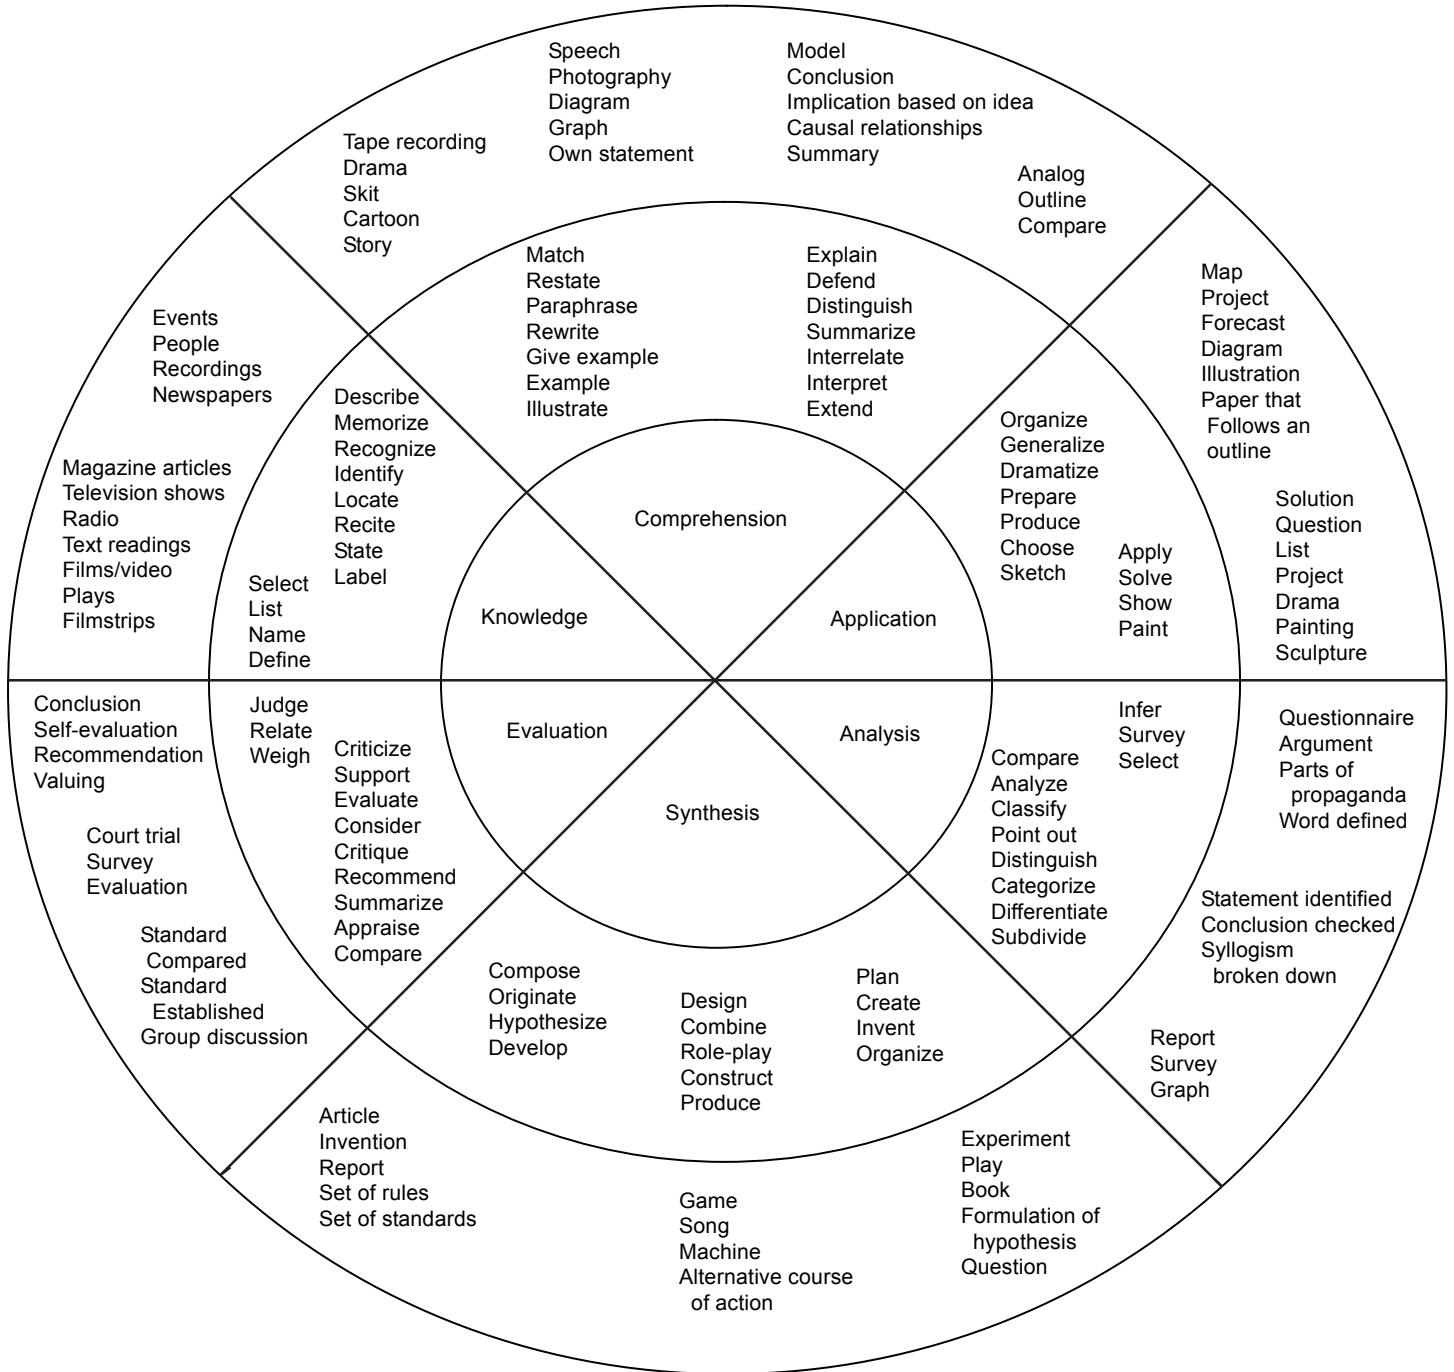 Speech
Photography
Diagram
Graph
Own statement
Model
Conclusion
Implication based on idea
Causal relationships
Summary
Tape recording
Drama
Skit
Cartoon
Story
Analog
Outline
Compare
Match
Restate
Paraphrase
Rewrite
Give example
Example
Illustrate
Explain
Defend
Distinguish
Summarize
Interrelate
Interpret
Extend
Comprehension
Events
People
Recordings
Newspapers
Magazine articles
Television shows
Radio
Text readings
Films/video
Plays
Filmstrips
Describe
Memorize
Recognize
Identify
Locate
Recite
State
Label
Select
List
Name
Define
Knowledge
Application
Organize
Generalize
Dramatize
Prepare
Produce
Choose
Sketch
Apply
Solve
Show
Paint
Map
Project
Forecast
Diagram
Illustration
Paper that
Follows an
outline
Solution
Question
List
Project
Drama
Painting
Sculpture
Conclusion
Self-evaluation
Recommendation
Valuing
Court trial
Survey
Evaluation
Standard
Compared
Standard
Established
Group discussion
Judge
Relate
Weigh
Criticize
Support
Evaluate
Consider
Critique
Recommend
Summarize
Appraise
Compare
Evaluation
Analysis
Infer
Survey
Select
Compare
Analyze
Classify
Point out
Distinguish
Categorize
Differentiate
Subdivide
Questionnaire
Argument
Parts of
propaganda
Word defined
Statement identified
Conclusion checked
Syllogism
broken down
Report
Survey
Graph
Synthesis
Compose
Originate
Hypothesize
Develop
Design
Combine
Role-play
Construct
Produce
Plan
Create
Invent
Organize
Article
Invention
Report
Set of rules
Set of standards
Game
Song
Machine
Alternative course
of action
Experiment
Play
Book
Formulation of
hypothesis
Question